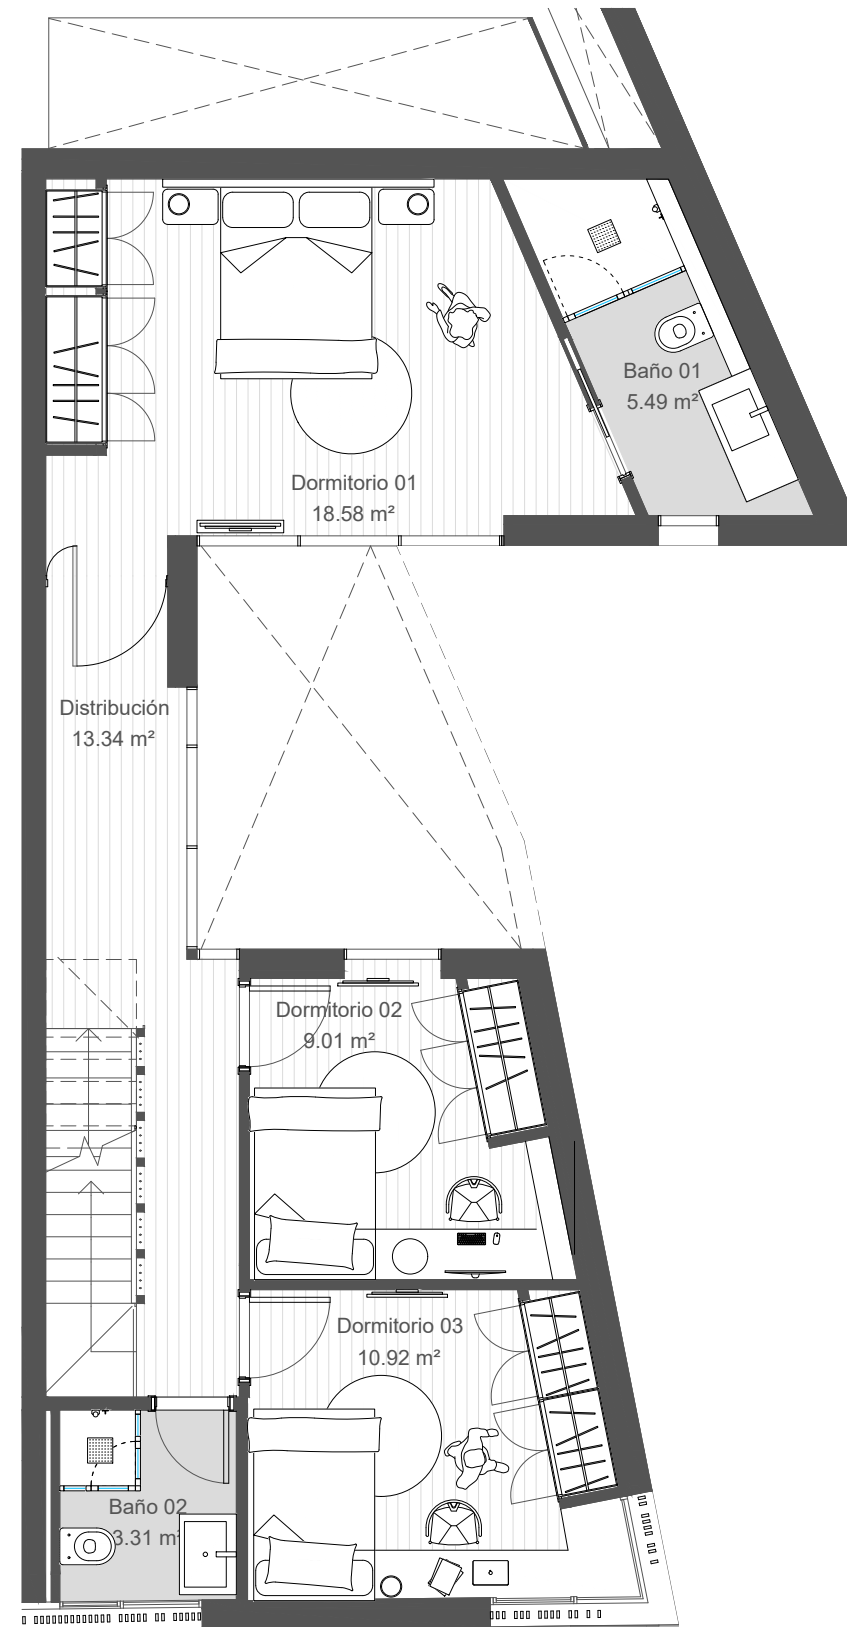 Baño 01
5.49 m²
Dormitorio 01
18.58 m²
Distribución
13.34 m²
Dormitorio 02
9.01 m²
Dormitorio 03
10.92 m²
Baño 02
3.31 m²